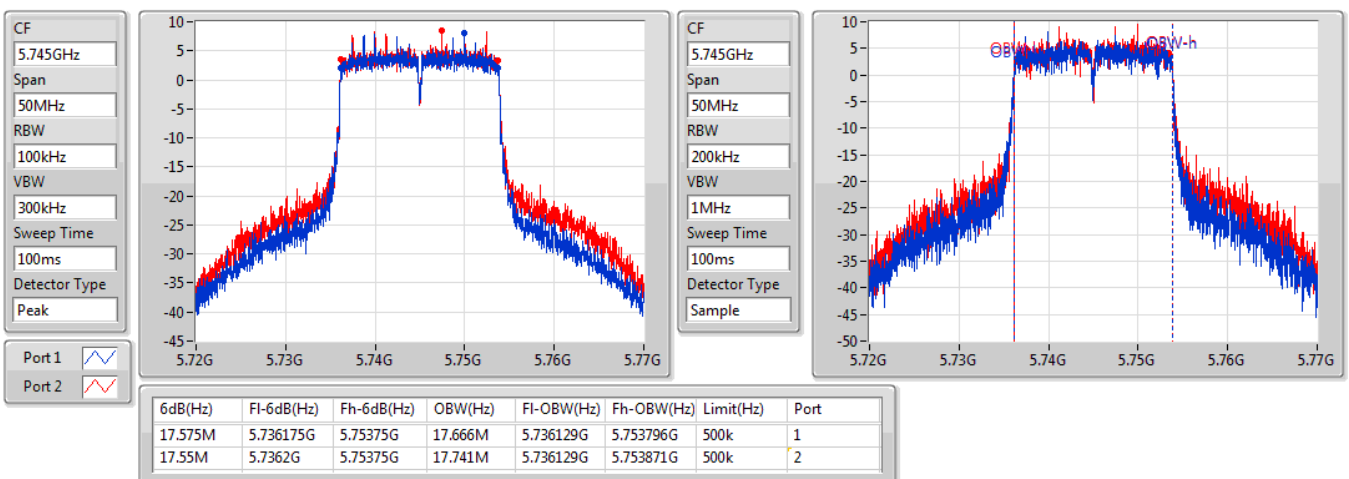 CF
5.745GHz
Span
50MHz
RBW
100kHz
VBW
300kHz
Sweep Time
100ms
Detector Type
Peak
Port 1
Port 2
10
5
0
-5
-10
-15
-20
-25
-30
-35
-40
-45
5.72G 5.73G 5.74G 5.75G 5.76G 5.77G
CF
5.745GHz
Span
50MHz
RBW
200kHz
VBW
1MHz
Sweep Time
100ms
Detector Type
Sample
10
5
0
-5
-10
-15
-20
-25
-30
-35
-40
-45
-50
OBW-h
5.72G 5.73G 5.74G 5.75G 5.76G 5.77G
6dB(Hz) Fl-6dB(Hz) Fh-6dB(Hz) OBW(Hz) Fl-OBW(Hz) Fh-OBW(Hz) Limit(Hz) Port
17.575M 5.736175G 5.75375G 17.666M 5.736129G 5.753796G 500k 1
17.55M 5.7362G 5.75375G 17.741M 5.736129G 5.753871G 500k 2